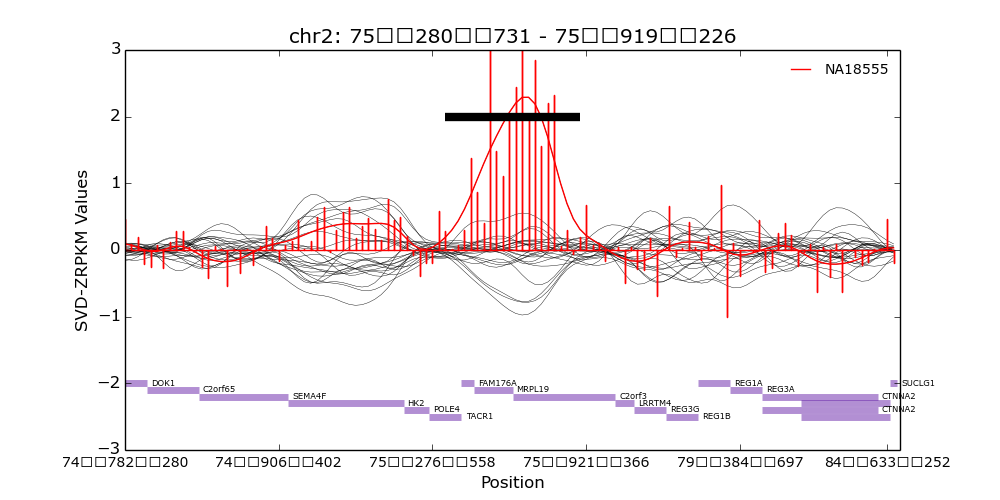 chr2: 75□□280□□731 - 75□□919□□226
NA18555
SVD-ZRPKM Values
3
2
1
0
−1
−2
−3
DOK1
C2orf65
SEMA4F
HK2
POLE4
TACR1
FAM176A
MRPL19
C2orf3
LRRTM4
REG3G
REG1B
REG1A
REG3A
CTNNA2
CTNNA2
SUCLG1
74□□782□□280 74□□906□□402 75□□276□□558 75□□921□□366 79□□384□□697 84□□633□□252
Position